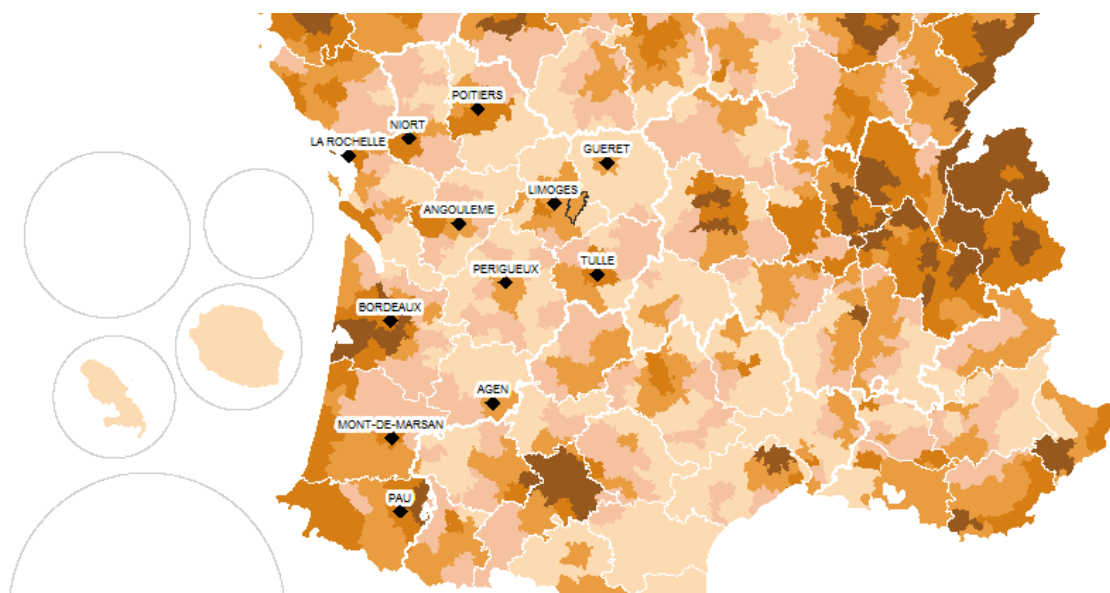 POITIERS
NIORT
LA ROCHELLE
GUERET
LIMOGES
ANGOULEME
TULLE
PERIGUEUX
BORDEAUX
AGEN
MONT-DE-MARSAN
PAU